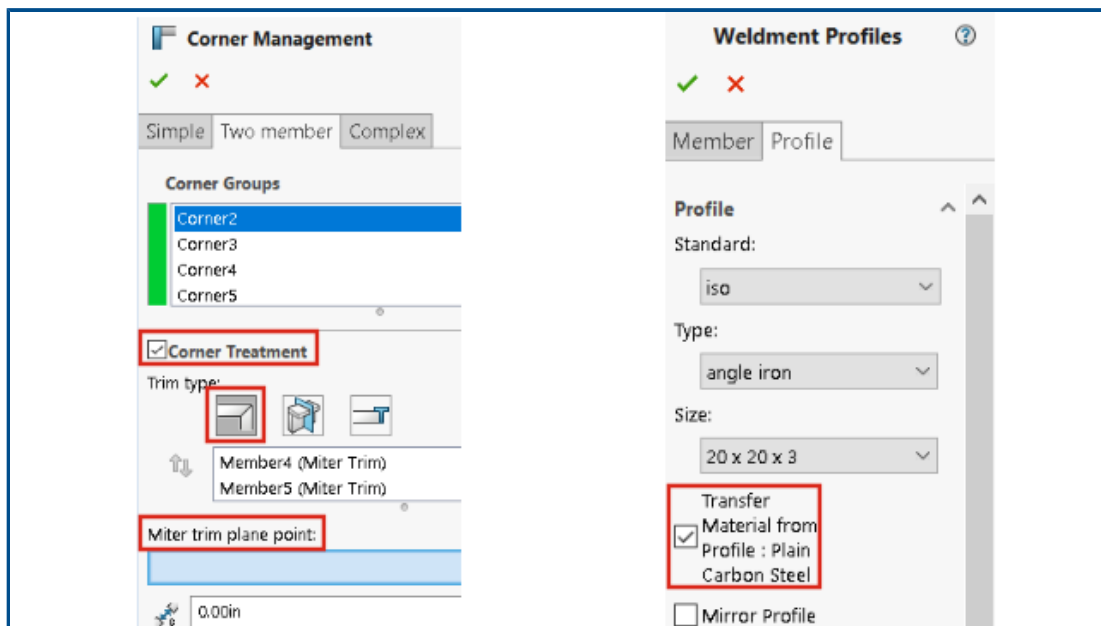 Corner Management
Simple Two member Complex
Corner Groups
Corner2
Corner3
Corner4
Corner5
Corner Treatment
Trim type:
Member4 (Miter Trim)
Member5 (Miter Trim)
Miter trim plane point:
0.00in
Weldment Profiles
Member Profile
Profile
Standard:
iso
Type:
angle iron
Size:
20 x 20 x 3
Transfer
Material from
Profile : Plain
Carbon Steel
Mirror Profile